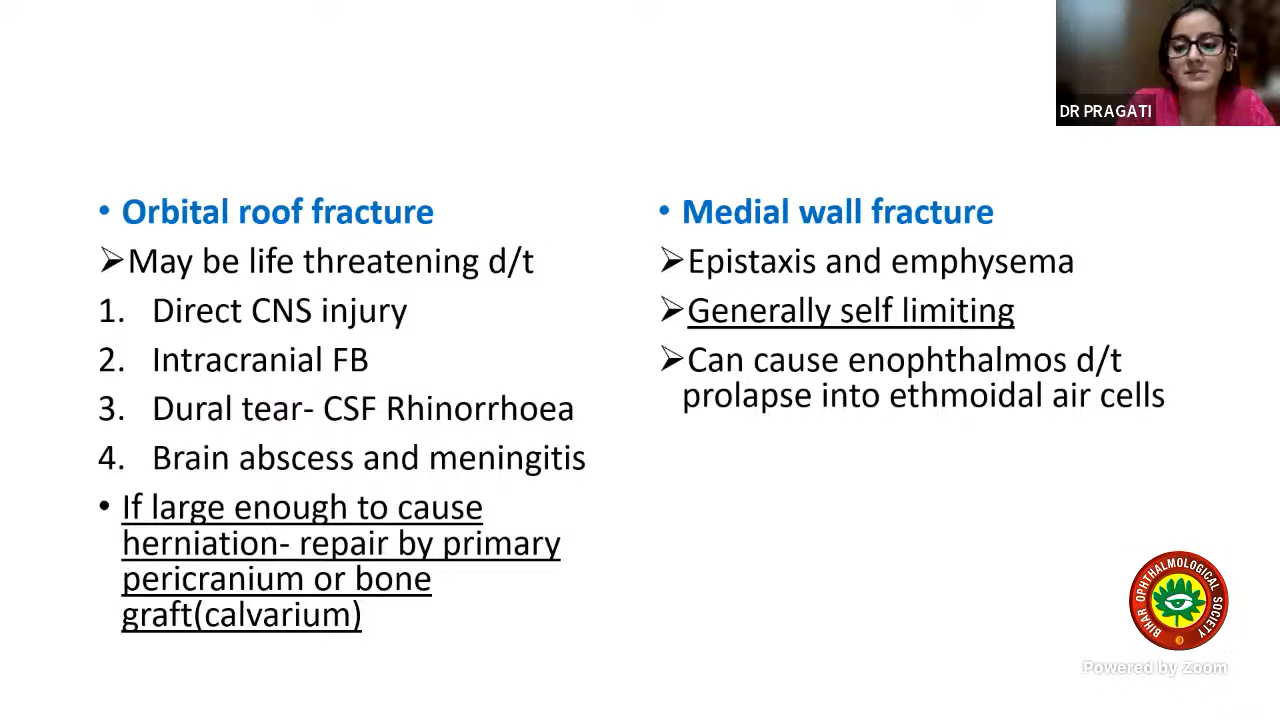 DR PRAGATI
• Orbital roof fracture
➢May be life threatening d/t
1. Direct CNS injury
2. Intracranial FB
3. Dural tear- CSF Rhinorrhoea
4. Brain abscess and meningitis
• If large enough to cause
herniation- repair by primary
pericranium or bone
graft(calvarium)
• Medial wall fracture
➢Epistaxis and emphysema
➢Generally self limiting
➢Can cause enophthalmos d/t
prolapse into ethmoidal air cells
BIHAR OPHTHALMOLOGICAL SOCIETY
Powered by Zoom